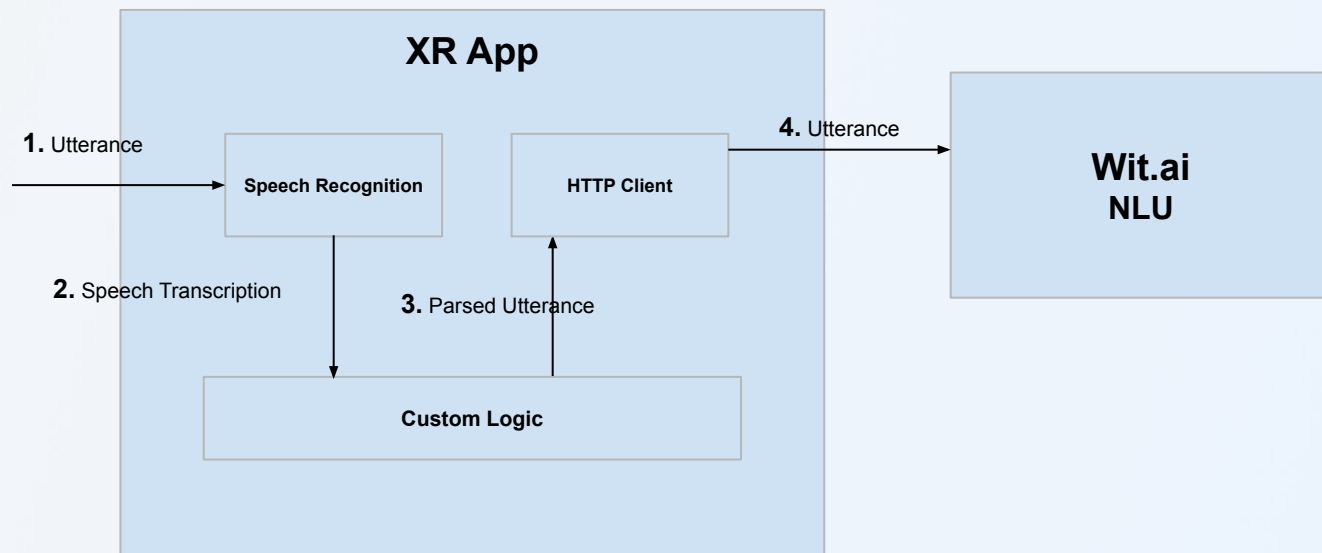 XR App
1. Utterance
Speech Recognition
HTTP Client
4. Utterance
Wit.ai
NLU
2. Speech Transcription
3. Parsed Utterance
Custom Logic